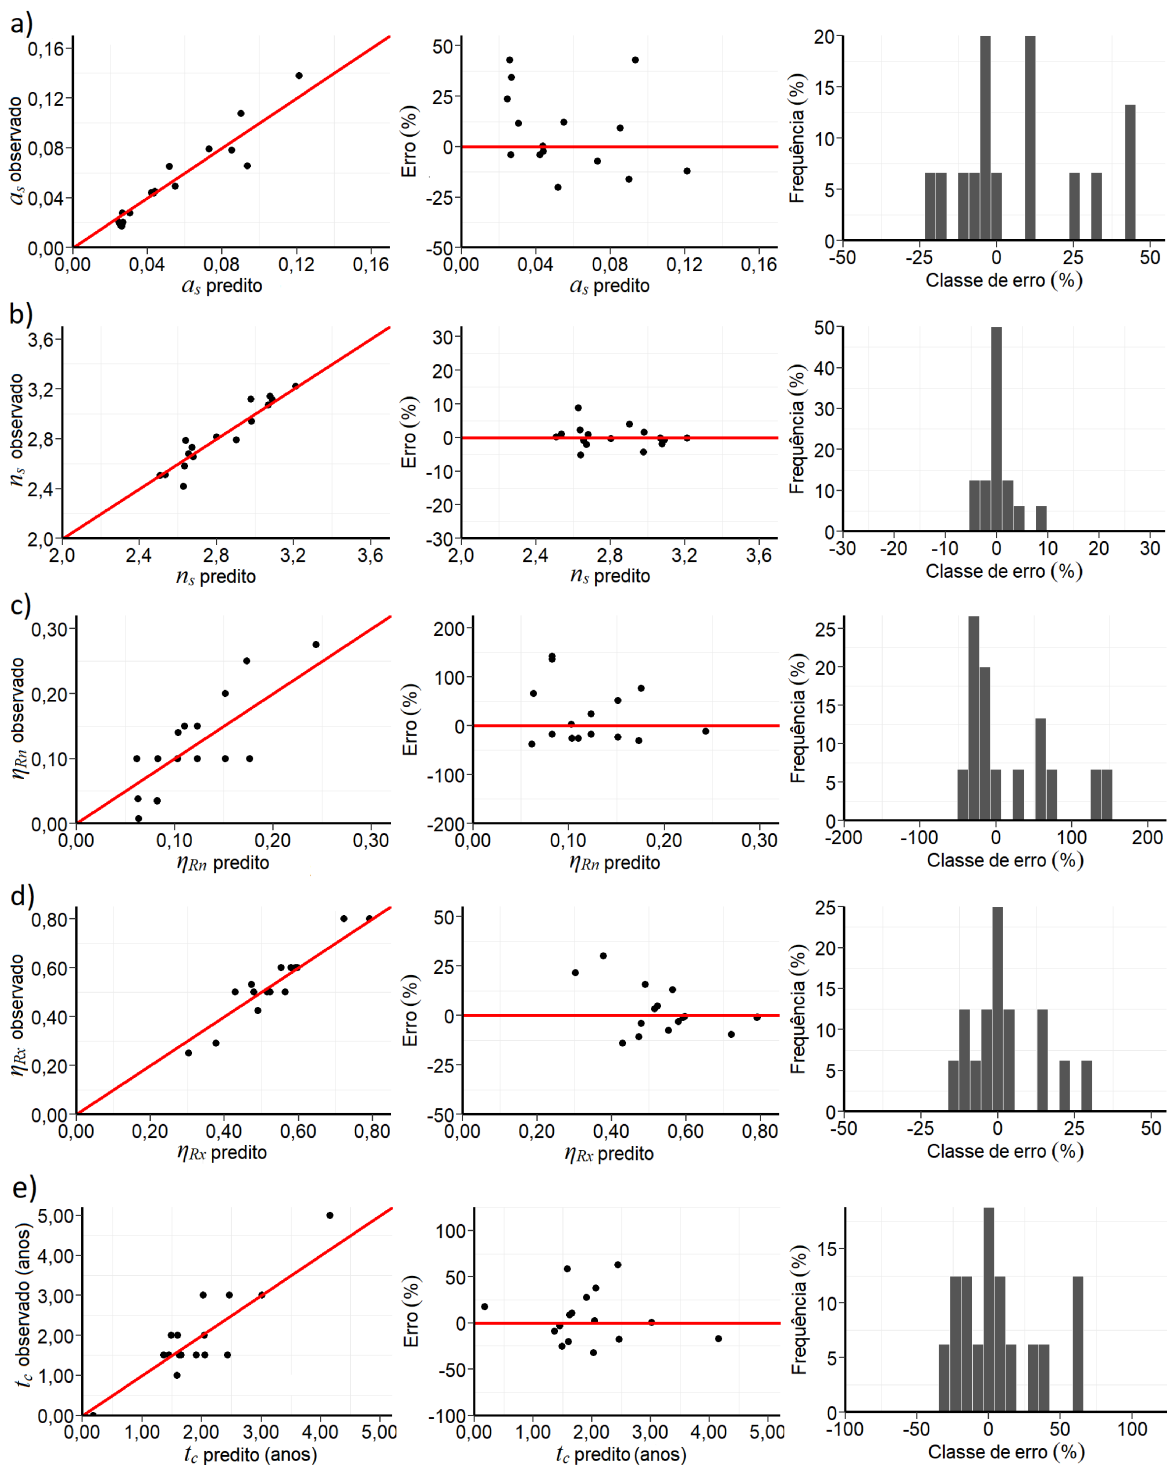 a)
0,16
0,12
0,08
0,04
0,00
0,00 0,04 0,08 0,12 0,16
as observado
as predito
50
25
0
-25
-50
0,00 0,04 0,08 0,12 0,16
Erro (%)
as predito
20
15
10
5
0
-50 -25 0 25 50
Frequência (%)
Classe de erro (%)
b)
3,6
3,2
2,8
2,4
2,0
2,0 2,4 2,8 3,2 3,6
ns observado
ns predito
30
20
10
0
-10
-20
-30
2,0 2,4 2,8 3,2 3,6
Erro (%)
ns predito
50
40
30
20
10
0
-30 -20 -10 0 10 20 30
Frequência (%)
Classe de erro (%)
c)
0,30
0,20
0,10
0,00
0,00 0,10 0,20 0,30
ηRn observado
ηRn predito
200
100
0
-100
-200
0,00 0,10 0,20 0,30
Erro (%)
ηRn predito
25
20
15
10
5
0
-200 -100 0 100 200
Frequência (%)
Classe de erro (%)
d)
0,80
0,60
0,40
0,20
0,00
0,00 0,20 0,40 0,60 0,80
ηRx observado
ηRx predito
50
25
0
-25
-50
0,00 0,20 0,40 0,60 0,80
Erro (%)
ηRx predito
25
20
15
10
5
0
-50 -25 0 25 50
Frequência (%)
Classe de erro (%)
e)
5,00
4,00
3,00
2,00
1,00
0,00
0,00 1,00 2,00 3,00 4,00 5,00
tc observado (anos)
tc predito (anos)
100
50
0
-50
-100
0,00 1,00 2,00 3,00 4,00 5,00
Erro (%)
tc predito (anos)
15
10
5
0
-100 -50 0 50 100
Frequência (%)
Classe de erro (%)